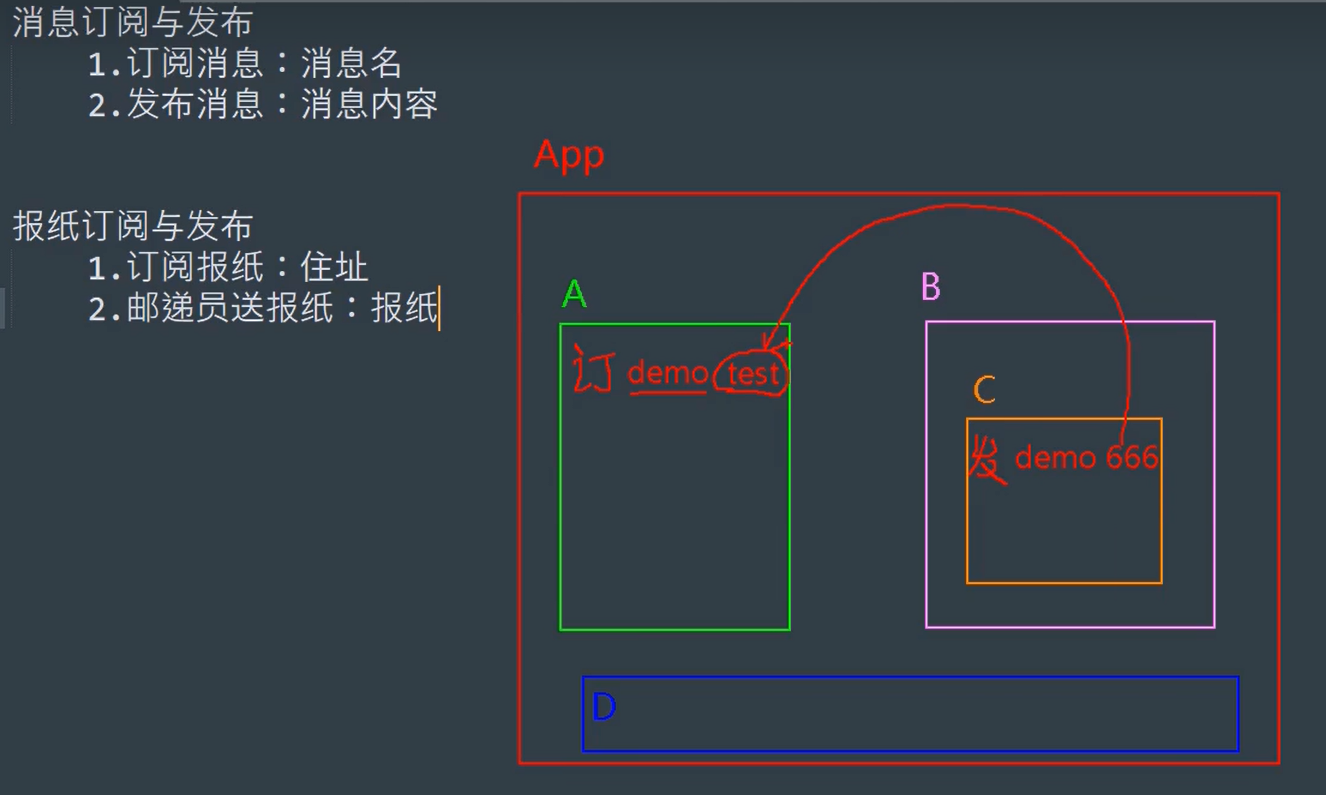 消息订阅与发布
1.订阅消息：消息名
2.发布消息：消息内容
报纸订阅与发布
1.订阅报纸：住址
2.邮递员送报纸：报纸
App
A
订 demo test
B
C
发 demo 666
D